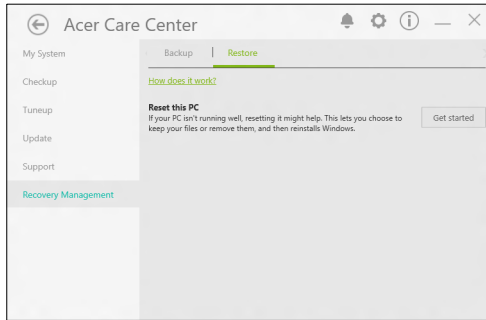 Acer Care Center
My System
Checkup
Tuneup
Update
Support
Recovery Management
Backup | Restore
How does it work?
Reset this PC
If your PC isn't running well, resetting it might help. This lets you choose to
keep your files or remove them, and then reinstalls Windows.
Get started